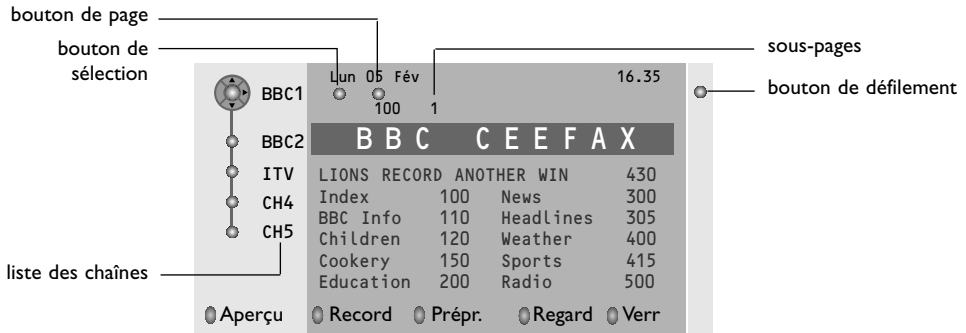 bouton de page
bouton de
sélection
sous-pages
bouton de défilement
Lun 05 Fév 16.35
BBC1
100 1
BBC2
BBC CEEFAX
ITV
LIONS RECORD ANOTHER WIN 430
CH4
Index 100 News 300
BBC Info 110 Headlines 305
CH5
Children 120 Weather 400
Cookery 150 Sports 415
liste des chaînes
Education 200 Radio 500
Aperçu Record Prépr. Regard Verr